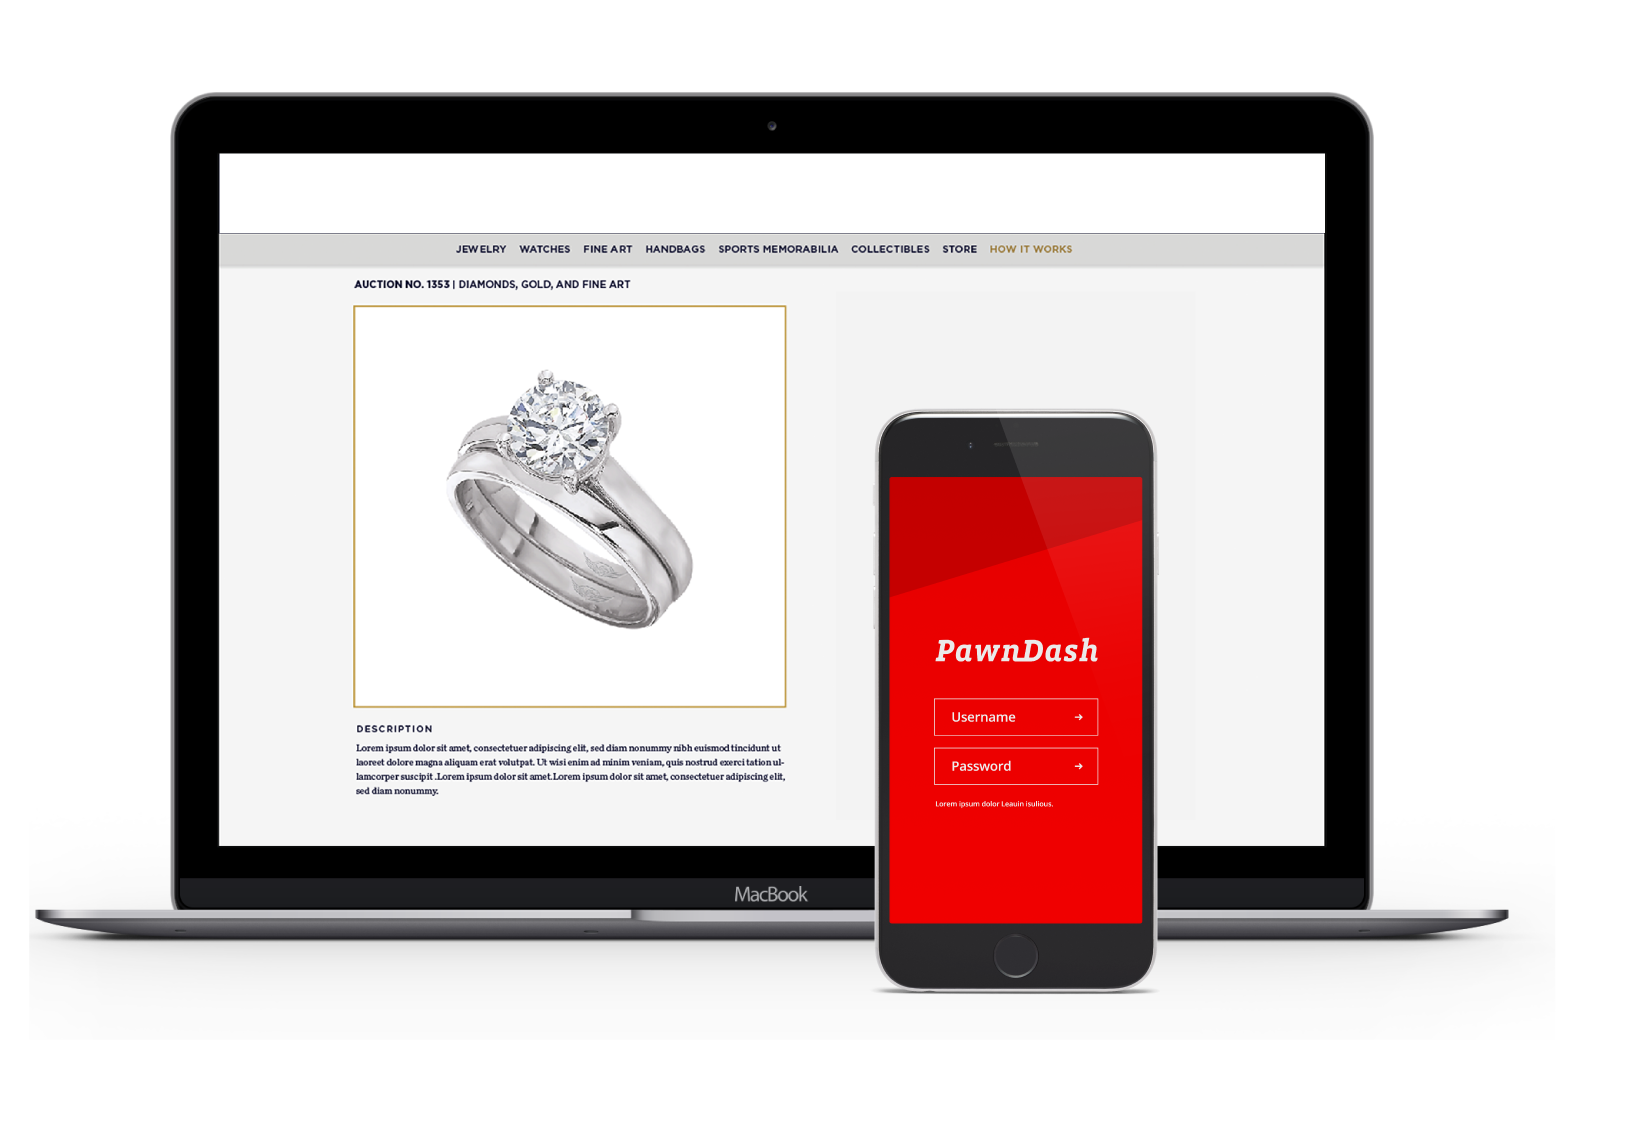 JEWELRY WATCHES FINE ART HANDBAGS SPORTS MEMORABILIA COLLECTIBLES STORE HOW IT WORKS
AUCTION NO. 1353 | DIAMONDS, GOLD, AND FINE ART
DESCRIPTION
Lorem ipsum dolor sit amet, consectetuer adipiscing elit, sed diam nonummy nibh euismod tincidunt ut
laoreet dolore magna aliquam erat volutpat. Ut wisi enim ad minim veniam, quis nostrud exerci tation ul-
lamcorper suscipit .Lorem ipsum dolor sit amet.Lorem ipsum dolor sit amet, consectetuer adipiscing elit,
sed diam nonummy.
PawnDash
Username
Password
Lorem ipsum dolor Leauin isulious.
MacBook